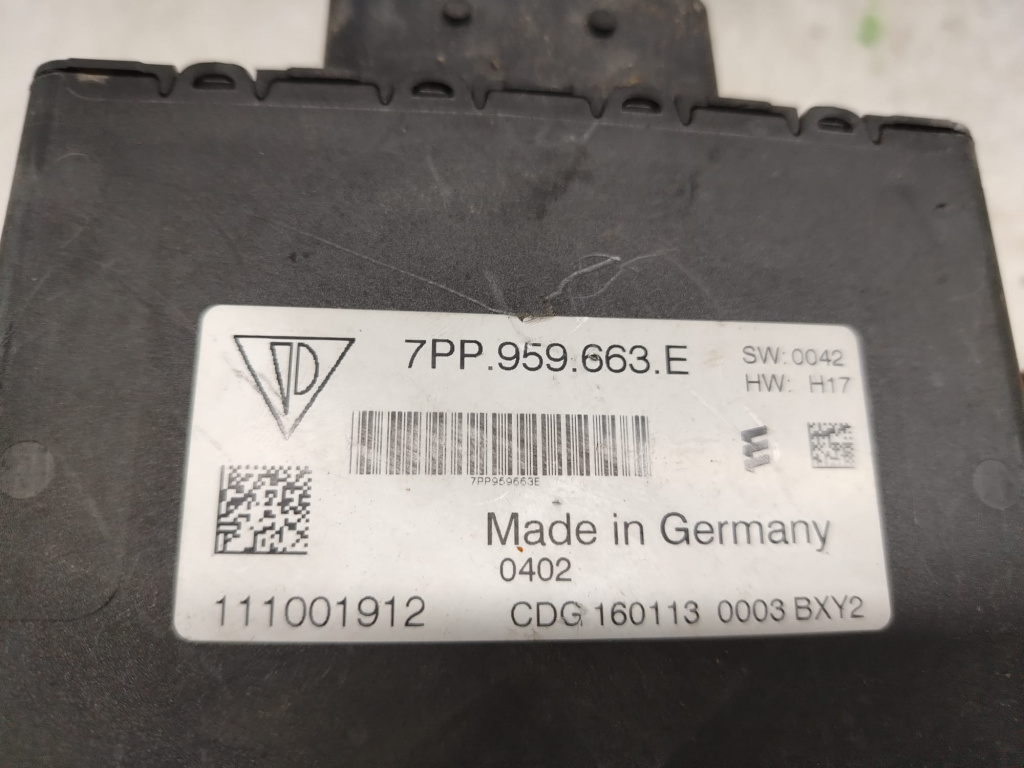 7PP.959.663.E
SW:0042
HW: H17
7PP959663E
Made in Germany
0402
111001912
CDG 160113 0003 BXY2